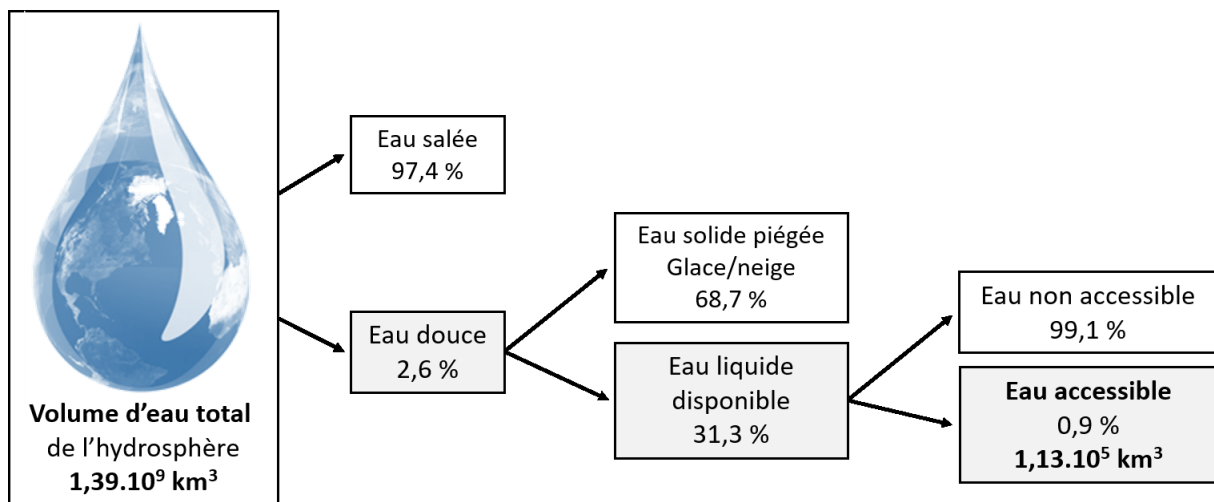 Volume d’eau total
de l’hydrosphère
1,39.10⁹ km³
Eau salée
97,4 %
Eau douce
2,6 %
Eau solide piégée
Glace/neige
68,7 %
Eau liquide
disponible
31,3 %
Eau non accessible
99,1 %
Eau accessible
0,9 %
1,13.10⁵ km³